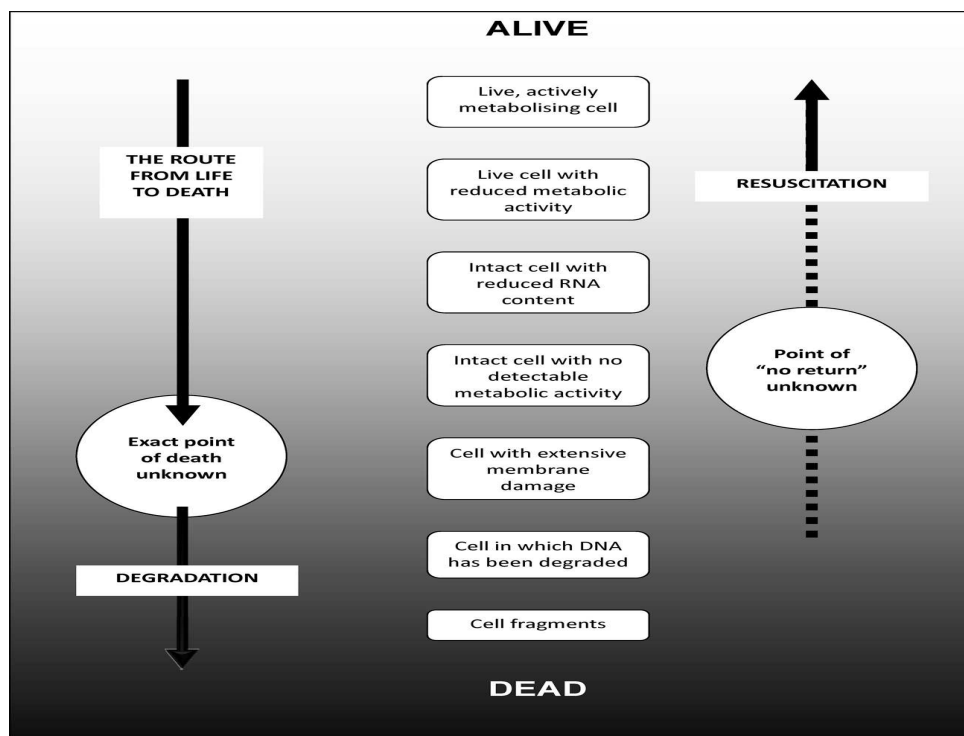 ALIVE
THE ROUTE
FROM LIFE
TO DEATH
Exact point
of death
unknown
DEGRADATION
Live, actively
metabolising cell
Live cell with
reduced metabolic
activity
Intact cell with
reduced RNA
content
Intact cell with no
detectable
metabolic activity
Cell with extensive
membrane
damage
Cell in which DNA
has been degraded
Cell fragments
RESUSCITATION
Point of
“no return”
unknown
DEAD